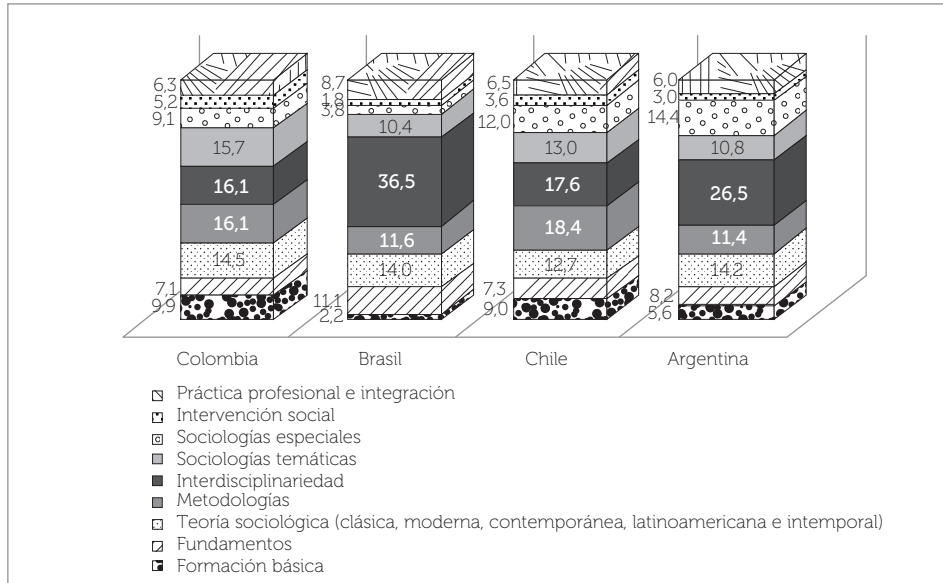 6,3 8,7 6,5 6,0
5,2 1,8 3,6 3,0
9,1 3,8 12,0 14,4
15,7 10,4 13,0 10,8
16,1 36,5 17,6 26,5
16,1 11,6 18,4 11,4
14,5 14,0 12,7 14,2
7,1 11,1 7,3 8,2
9,9 2,2 9,0 5,6
Colombia Brasil Chile Argentina
Práctica profesional e integración
Intervención social
Sociologías especiales
Sociologías temáticas
Interdisciplinariedad
Metodologías
Teoría sociológica (clásica, moderna, contemporánea, latinoamericana e intemporal)
Fundamentos
Formación básica